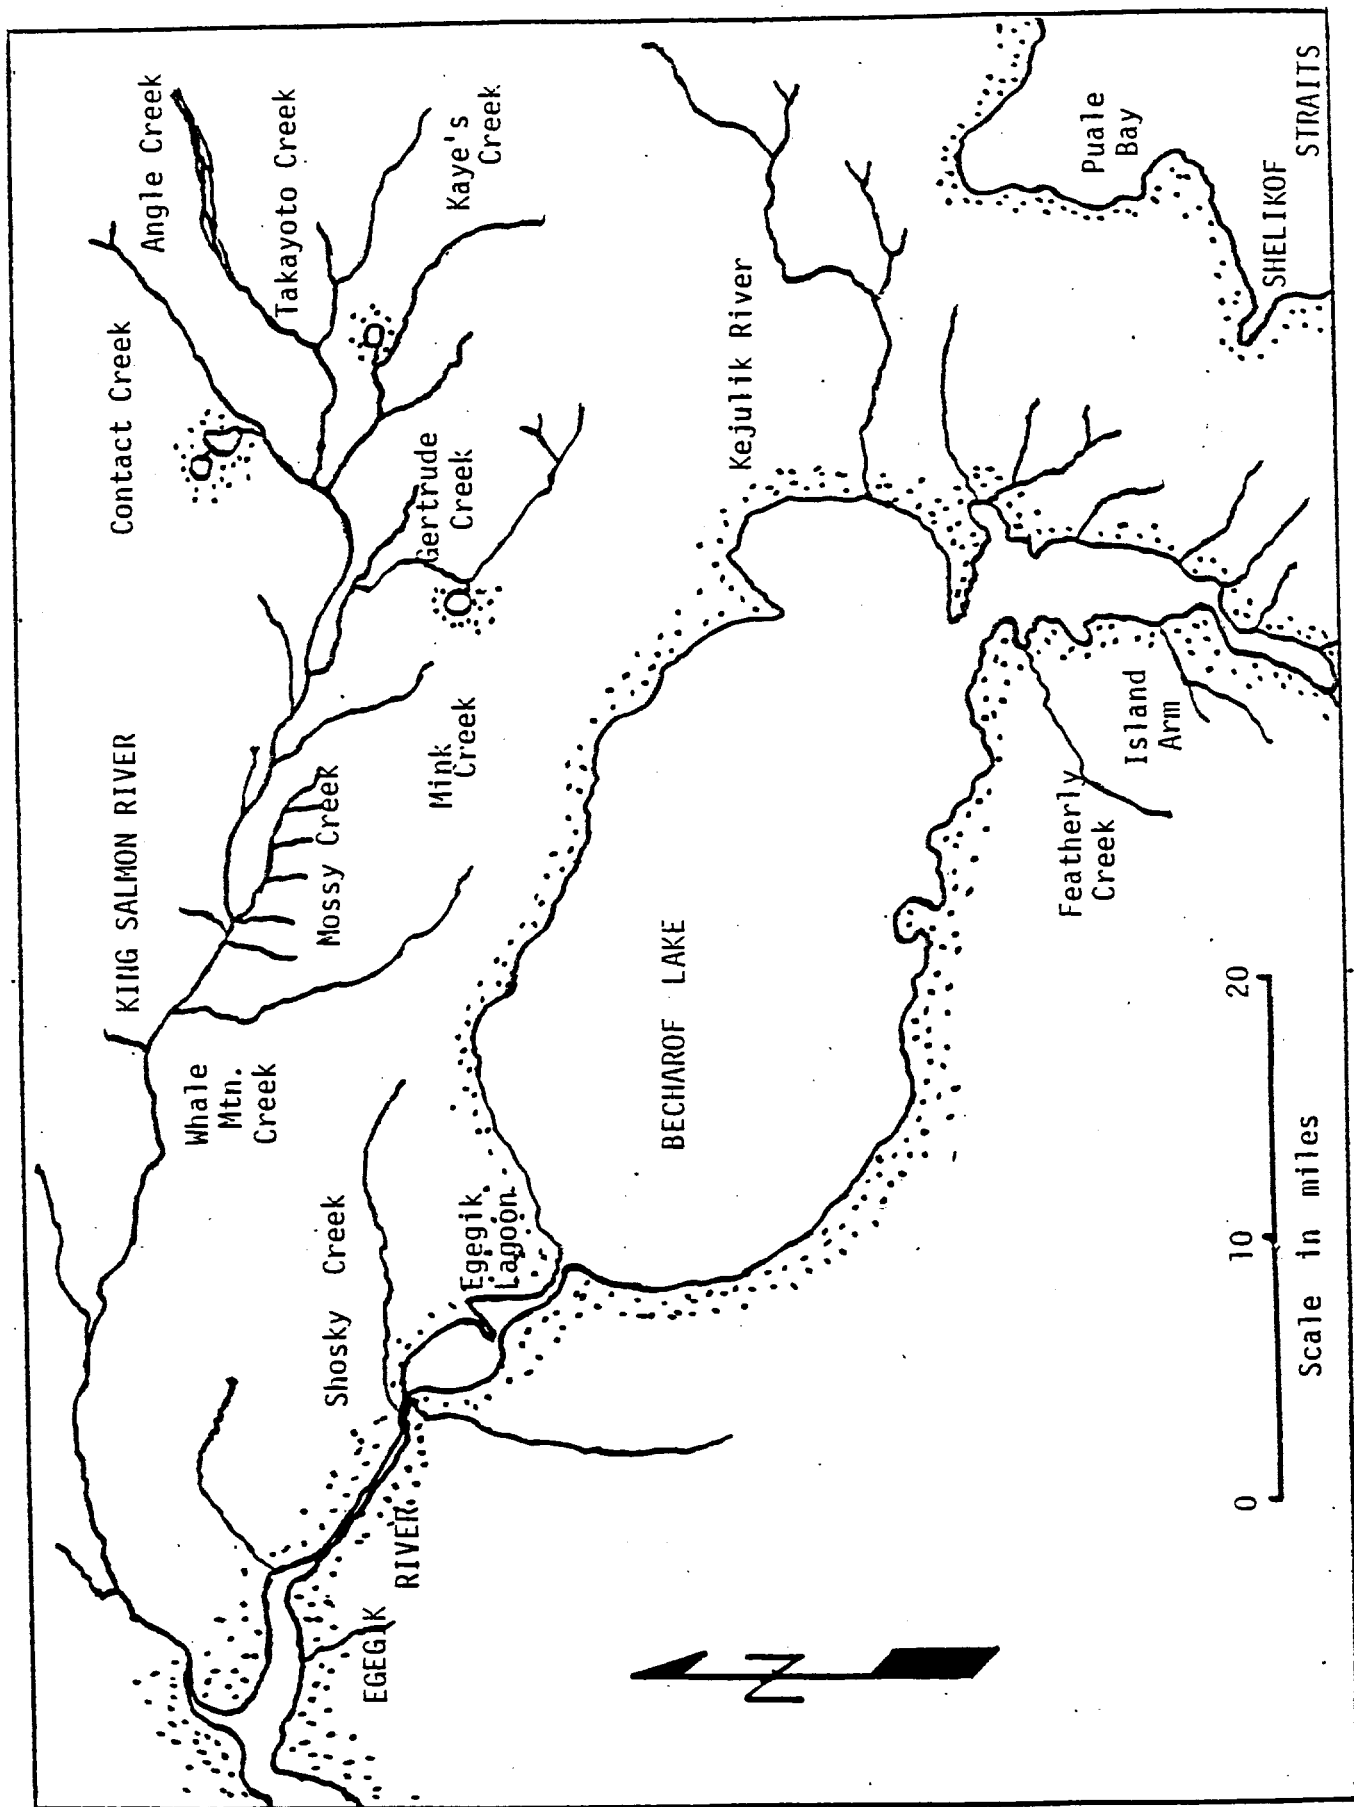 Angle Creek
Takayoto Creek
Kaye's
Creek
Contact Creek
Gertrude
Creek
KING SALMON RIVER
Mossy Creek
Mink
Creek
Whale
Mtn.
Creek
Shosky Creek
Egegik
Lagoon
EGEGIK
RIVER
BECHAROF LAKE
Kejulik River
Puale
Bay
SHELIKOF
STRAITS
Island
Arm
Featherly
Creek
N
0 10 20
Scale in miles